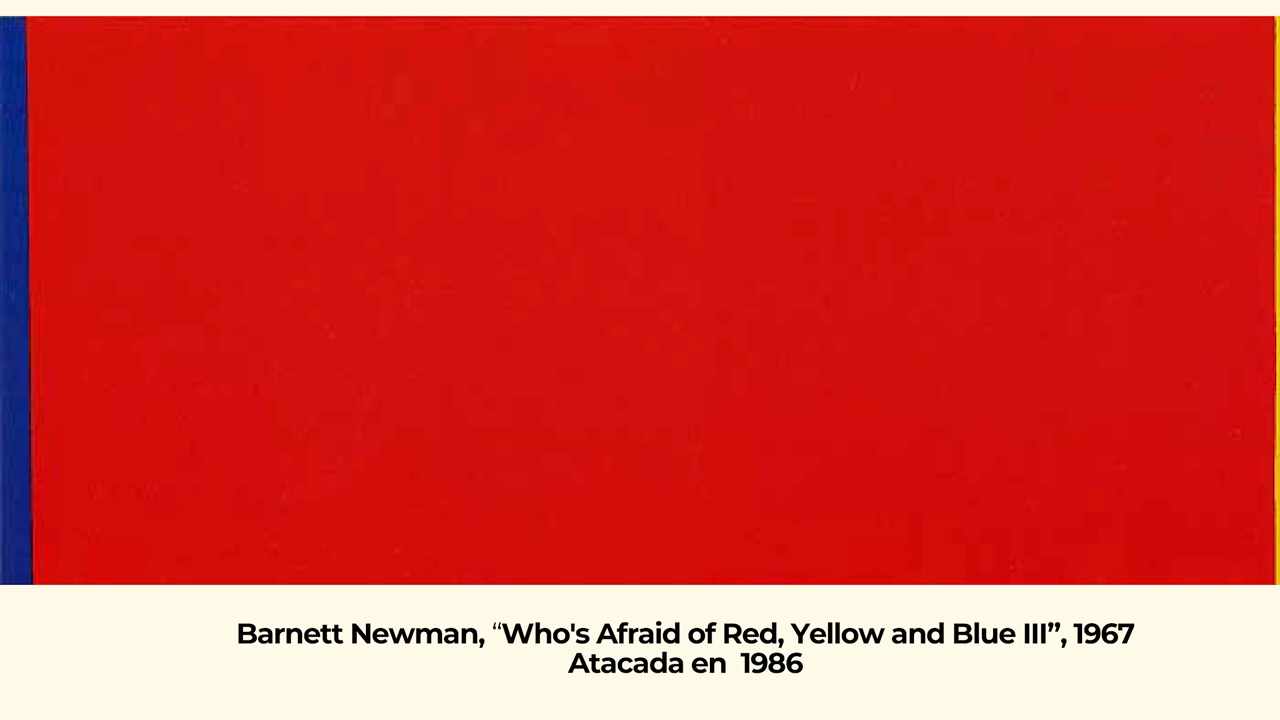 Barnett Newman, “Who's Afraid of Red, Yellow and Blue III”, 1967
Atacada en  1986